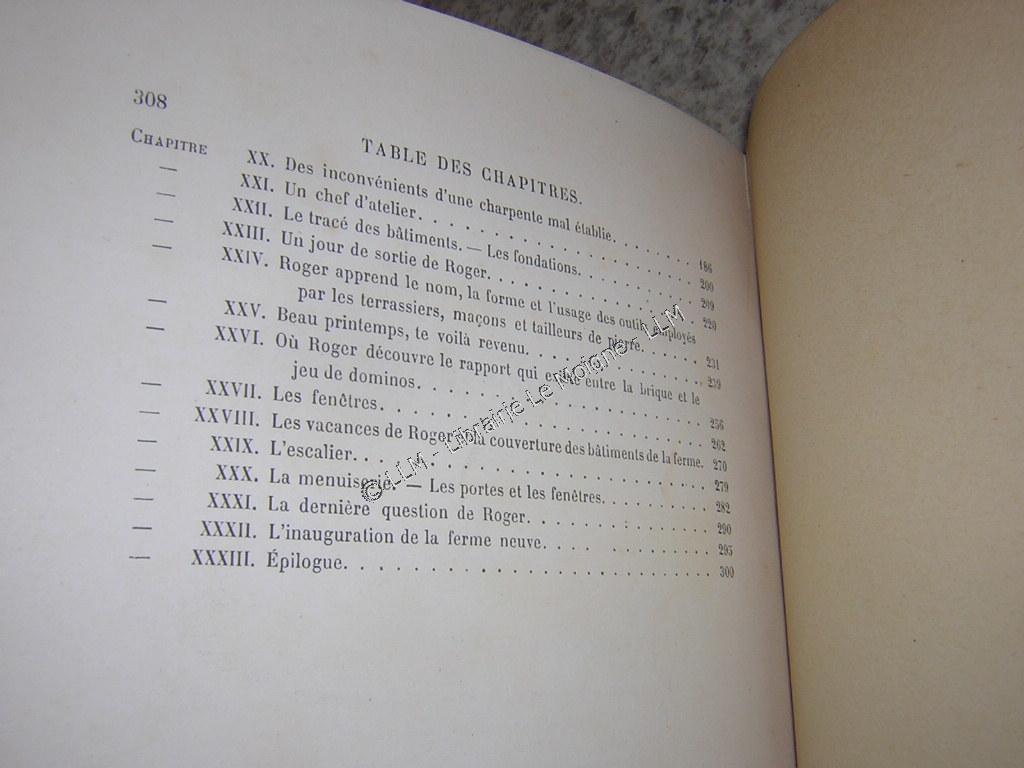 308
TABLE DES CHAPITRES.
CHAPITRE XX. Des inconvénients d'une charpente mal établie. . . . . . . . 186
— XXI. Un chef d'atelier. . . . . . . . . . . . . . . . . . . . 200
— XXII. Le tracé des bâtiments. — Les fondations. . . . . . . . . 209
— XXIII. Un jour de sortie de Roger. . . . . . . . . . . . . . . 220
— XXIV. Roger apprend le nom, la forme et l'usage des outils employés
par les terrassiers, maçons et tailleurs de pierre. . . . . . 231
— XXV. Beau printemps, te voilà revenu. . . . . . . . . . . . . 239
— XXVI. Où Roger découvre le rapport qui existe entre la brique et le
jeu de dominos. . . . . . . . . . . . . . . . . . . . 256
— XXVII. Les fenêtres. . . . . . . . . . . . . . . . . . . . . . 262
— XXVIII. Les vacances de Roger à la couverture des bâtiments de la ferme. 270
— XXIX. L'escalier. . . . . . . . . . . . . . . . . . . . . . . 279
— XXX. La menuiserie. — Les portes et les fenêtres. . . . . . . . 282
— XXXI. La dernière question de Roger. . . . . . . . . . . . . . 290
— XXXII. L'inauguration de la ferme neuve. . . . . . . . . . . . . 295
— XXXIII. Épilogue. . . . . . . . . . . . . . . . . . . . . . . . 300
© LLM - Librairie Le Moigne - LLM